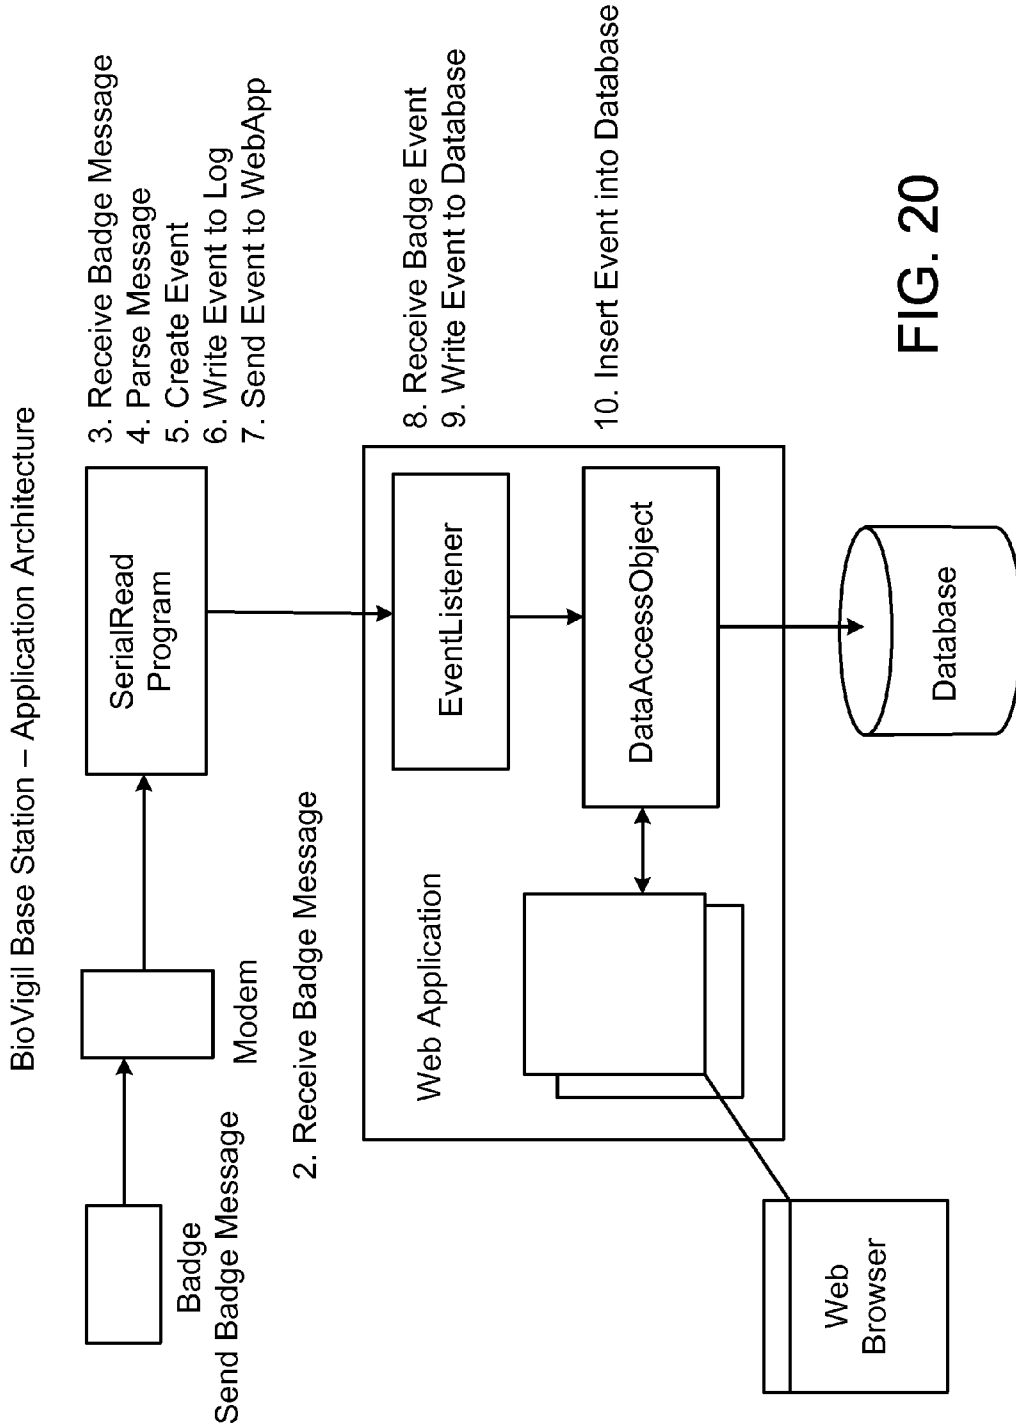 BioVigil Base Station – Application Architecture
Badge
Send Badge Message
Modem
2. Receive Badge Message
SerialRead
Program
3. Receive Badge Message
4. Parse Message
5. Create Event
6. Write Event to Log
7. Send Event to WebApp
Web Application
EventListener
8. Receive Badge Event
9. Write Event to Database
DataAccessObject
10. Insert Event into Database
Web
Browser
Database
FIG. 20